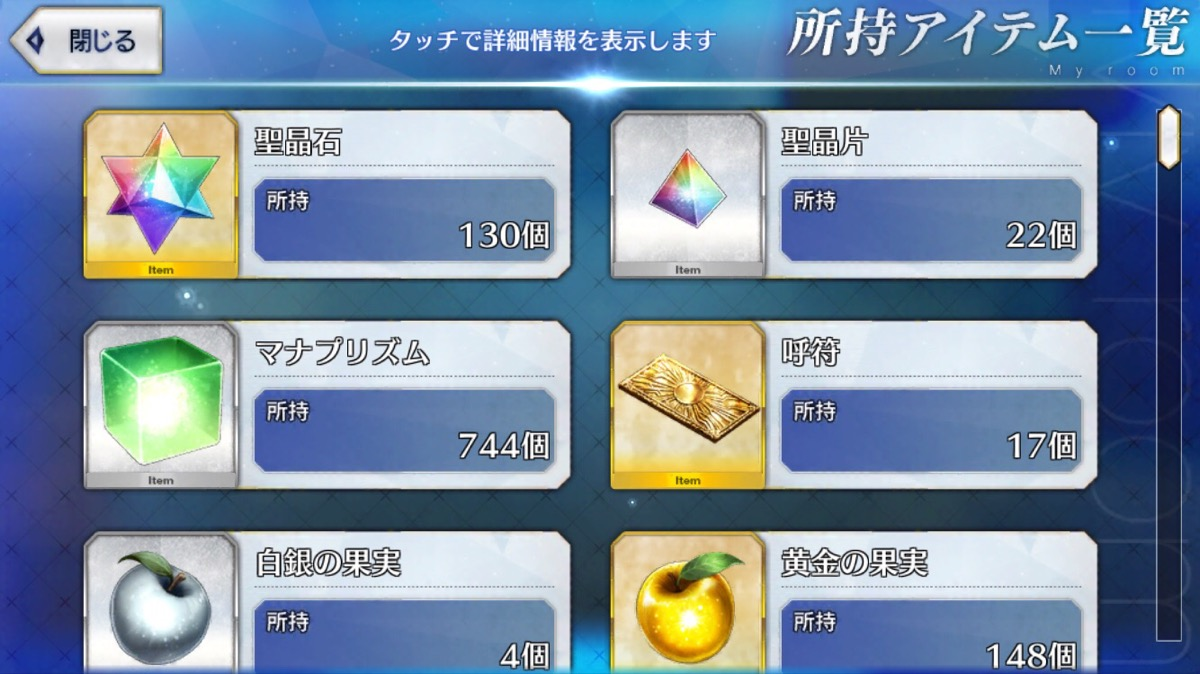 閉じる
タッチで詳細情報を表示します
所持アイテム一覧
My room
聖晶石
所持
130個
Item
聖晶片
所持
22個
Item
マナプリズム
所持
744個
Item
呼符
所持
17個
Item
白銀の果実
所持
4個
黄金の果実
所持
148個